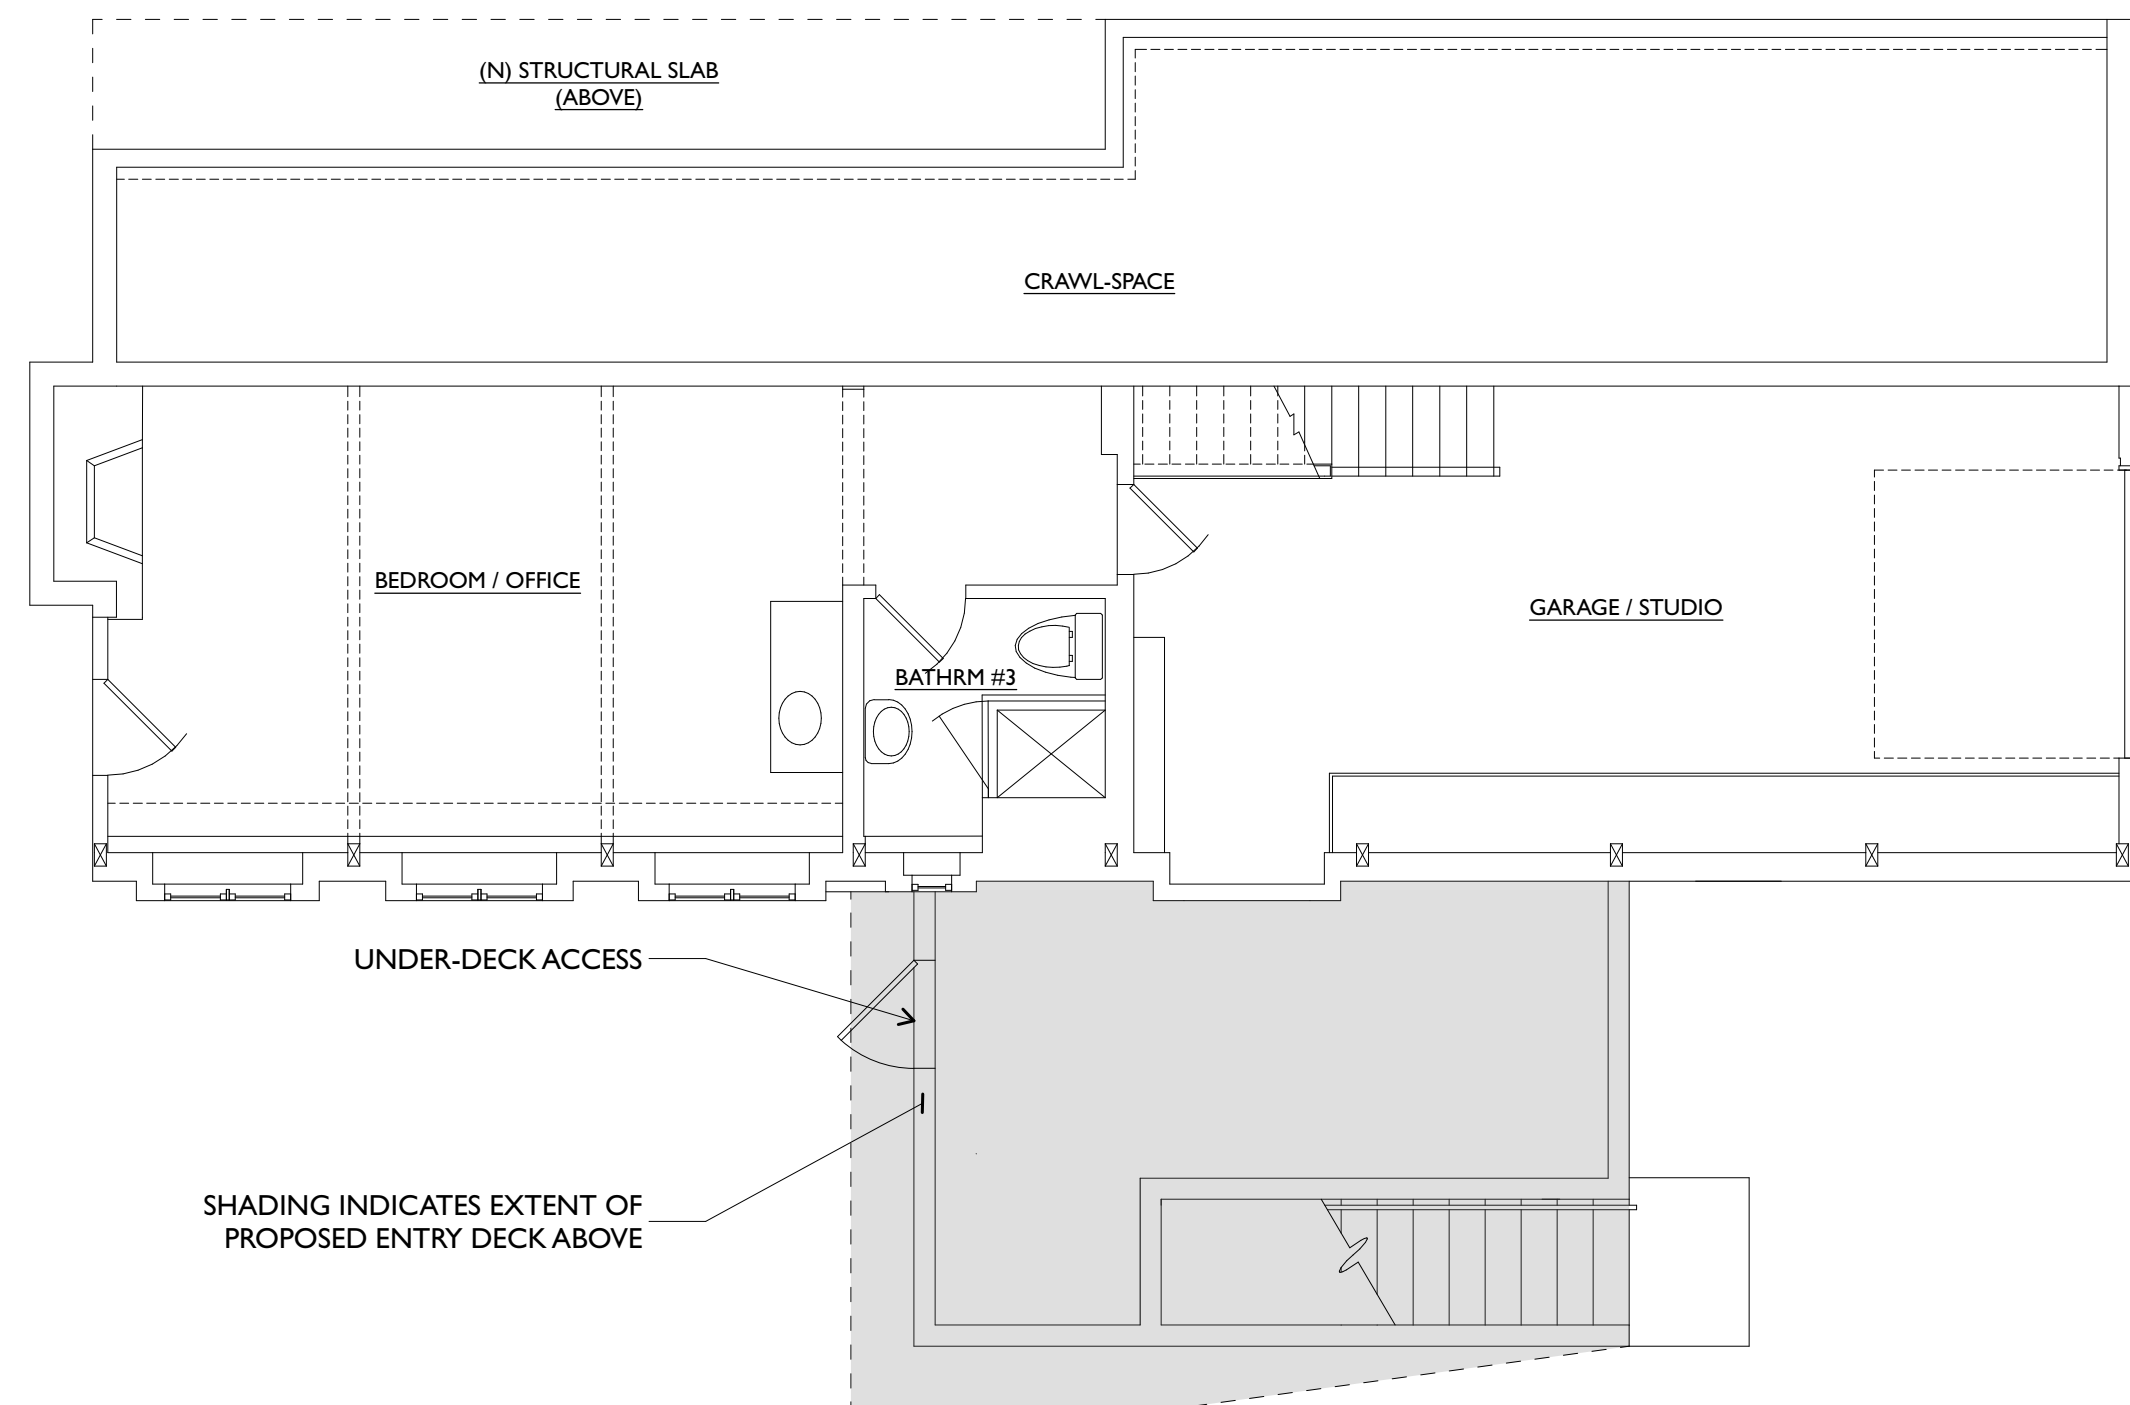 (N) STRUCTURAL SLAB
(ABOVE)
CRAWL-SPACE
BEDROOM / OFFICE
GARAGE / STUDIO
BATHRM #3
UNDER-DECK ACCESS
SHADING INDICATES EXTENT OF
PROPOSED ENTRY DECK ABOVE